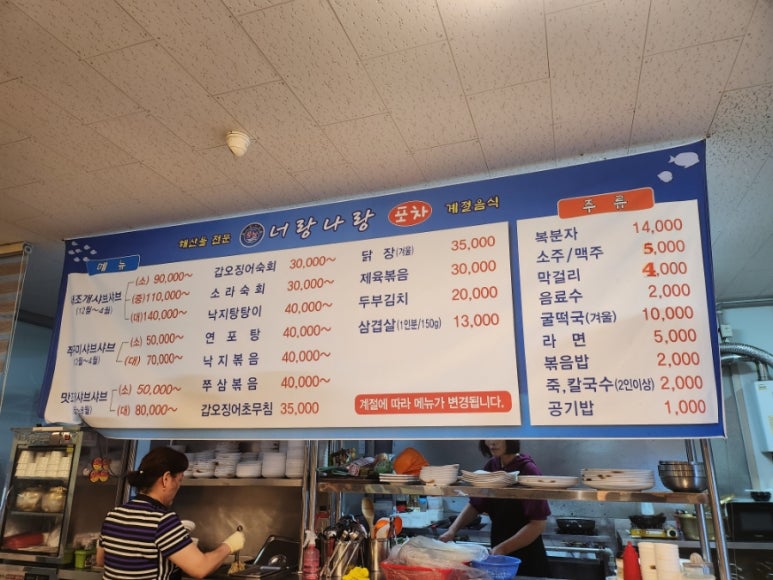 해산물 전문 너랑나랑 포차 계절음식
메 뉴
조개샤브샤브 (소) 90,000~
(12월~4월) (중)110,000~
(대)140,000~
쭈꾸미샤브샤브 (소) 50,000~
(대) 70,000~
샤브샤브 (소) 50,000~
(대) 80,000~
갑오징어숙회 30,000~
소라숙회 30,000~
낙지탕탕이 40,000~
연 포 탕 40,000~
낙지볶음 40,000~
쭈삼볶음 40,000~
갑오징어초무침 35,000
닭 장(겨울) 35,000
제육볶음 30,000
두부김치 20,000
삼겹살(1인분/150g) 13,000
계절에 따라 메뉴가 변경됩니다.
주 류
복분자 14,000
소주/맥주 5,000
막걸리 4,000
음료수 2,000
굴떡국(겨울) 10,000
라 면 5,000
볶음밥 2,000
죽,칼국수(2인이상) 2,000
공기밥 1,000